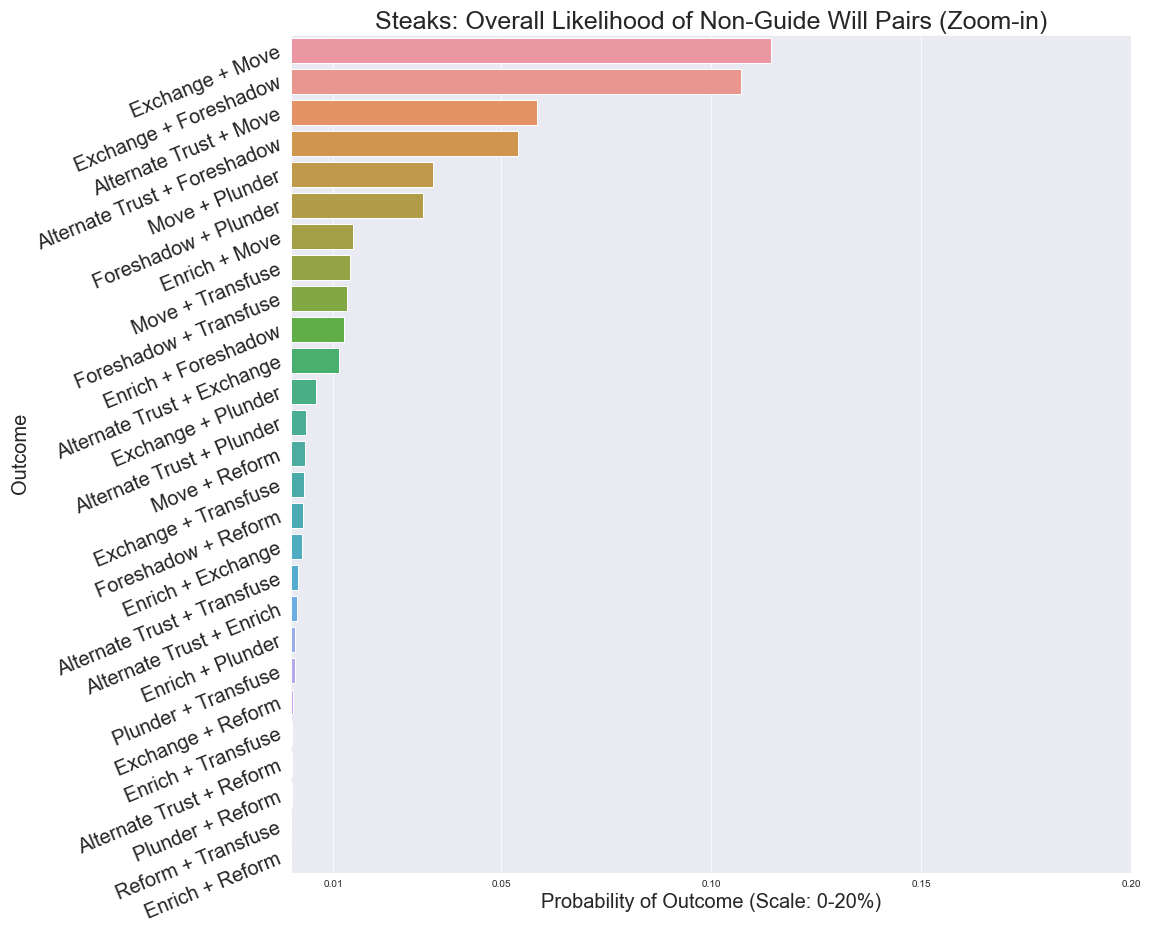 Steaks: Overall Likelihood of Non-Guide Will Pairs (Zoom-in)
Outcome
Exchange + Move
Exchange + Foreshadow
Alternate Trust + Move
Alternate Trust + Foreshadow
Move + Plunder
Foreshadow + Plunder
Enrich + Move
Move + Transfuse
Foreshadow + Transfuse
Enrich + Foreshadow
Alternate Trust + Exchange
Exchange + Plunder
Alternate Trust + Plunder
Move + Reform
Exchange + Transfuse
Foreshadow + Reform
Enrich + Exchange
Alternate Trust + Transfuse
Alternate Trust + Enrich
Enrich + Plunder
Plunder + Transfuse
Exchange + Reform
Enrich + Transfuse
Alternate Trust + Reform
Plunder + Reform
Reform + Transfuse
Enrich + Reform
0.01 0.05 0.10 0.15 0.20
Probability of Outcome (Scale: 0-20%)